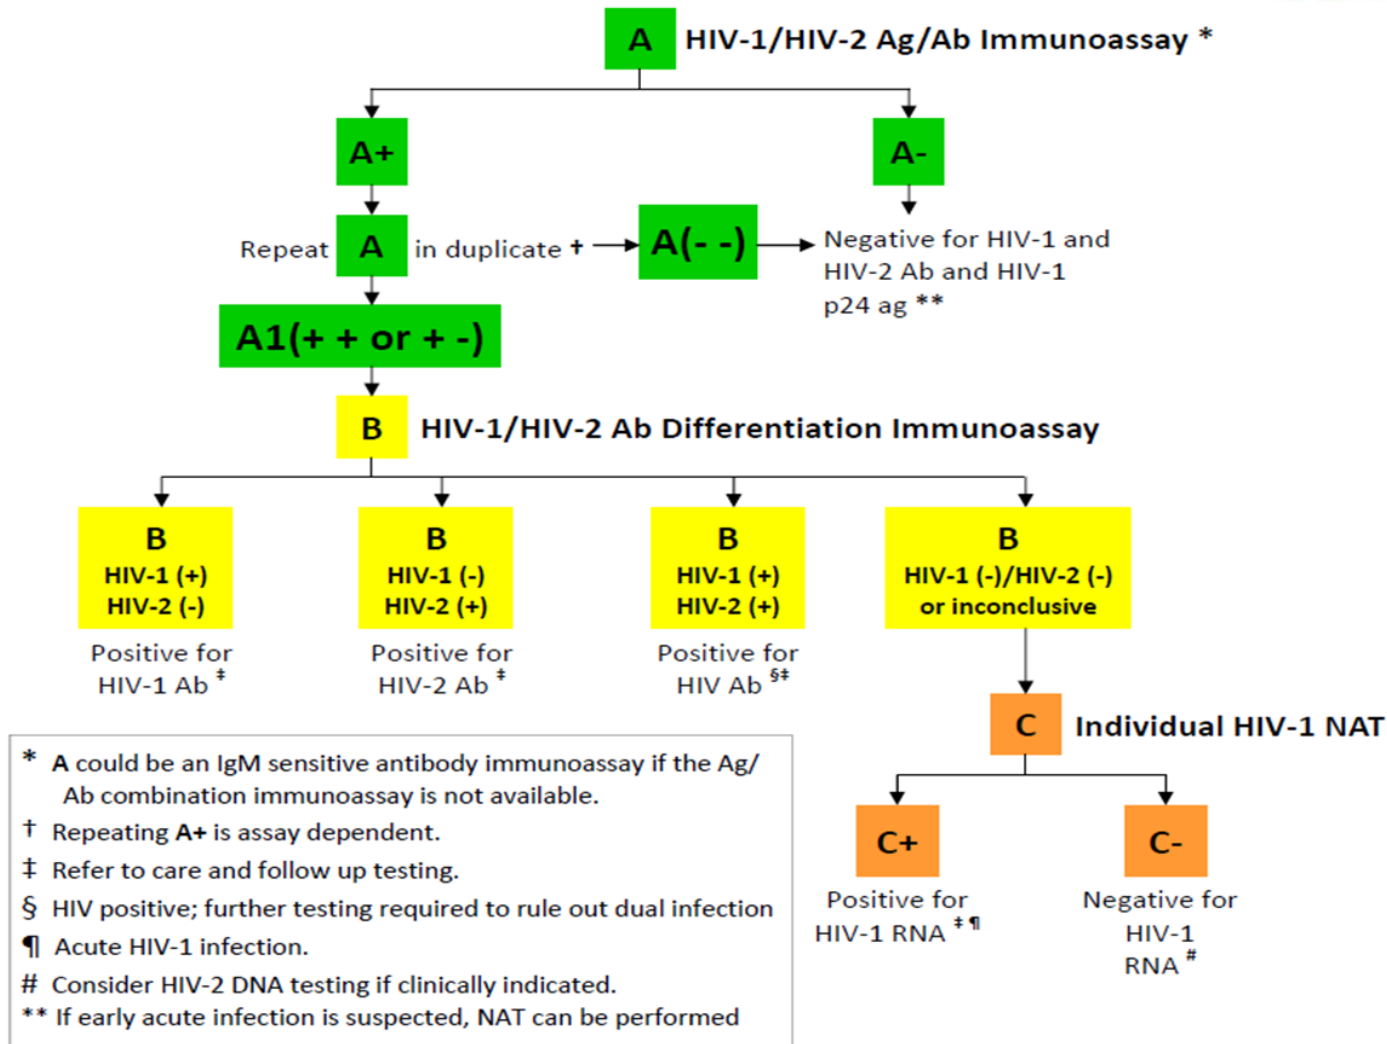 A HIV-1/HIV-2 Ag/Ab Immunoassay *
A+
A-
Repeat A in duplicate †
A(- -)
Negative for HIV-1 and
HIV-2 Ab and HIV-1
p24 ag **
A1(+ + or + -)
B HIV-1/HIV-2 Ab Differentiation Immunoassay
B
HIV-1 (+)
HIV-2 (-)
Positive for
HIV-1 Ab ‡
B
HIV-1 (-)
HIV-2 (+)
Positive for
HIV-2 Ab ‡
B
HIV-1 (+)
HIV-2 (+)
Positive for
HIV Ab §‡
B
HIV-1 (-)/HIV-2 (-)
or inconclusive
C Individual HIV-1 NAT
C+
Positive for
HIV-1 RNA ‡ ¶
C-
Negative for
HIV-1
RNA #
* A could be an IgM sensitive antibody immunoassay if the Ag/
Ab combination immunoassay is not available.
† Repeating A+ is assay dependent.
‡ Refer to care and follow up testing.
§ HIV positive; further testing required to rule out dual infection
¶ Acute HIV-1 infection.
# Consider HIV-2 DNA testing if clinically indicated.
** If early acute infection is suspected, NAT can be performed